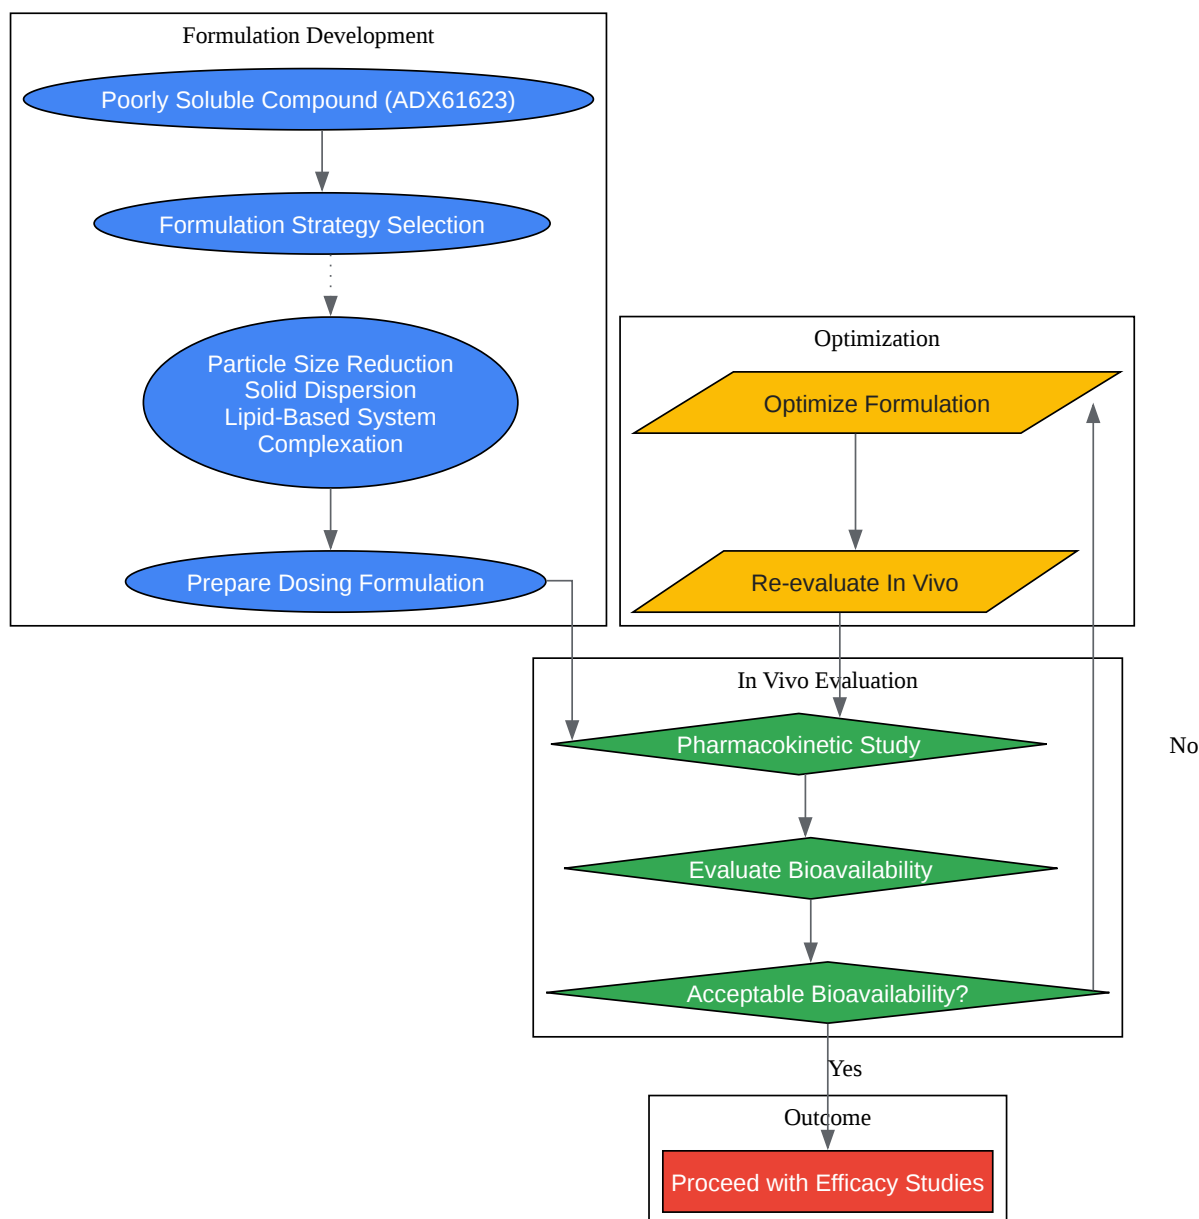 Formulation Development
Poorly Soluble Compound (ADX61623)
Formulation Strategy Selection
Particle Size Reduction
Solid Dispersion
Lipid-Based System
Complexation
Prepare Dosing Formulation
Optimization
Optimize Formulation
Re-evaluate In Vivo
In Vivo Evaluation
Pharmacokinetic Study
No
Evaluate Bioavailability
Acceptable Bioavailability?
Yes
Outcome
Proceed with Efficacy Studies